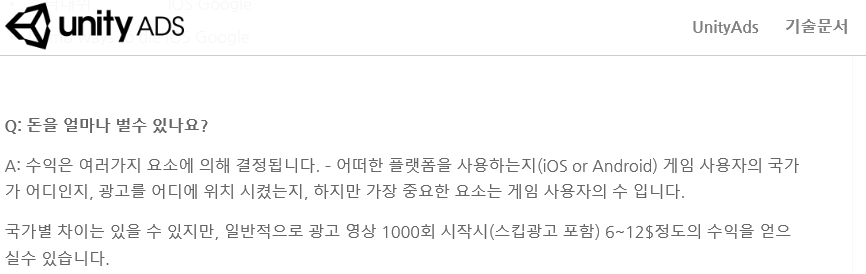 iOS Google
unity ADS
UnityAds 기술문서
Q: 돈을 얼마나 벌수 있나요?
A: 수익은 여러가지 요소에 의해 결정됩니다. – 어떠한 플랫폼을 사용하는지(iOS or Android) 게임 사용자의 국가
가 어디인지, 광고를 어디에 위치 시켰는지, 하지만 가장 중요한 요소는 게임 사용자의 수 입니다.
국가별 차이는 있을 수 있지만, 일반적으로 광고 영상 1000회 시작시(스킵광고 포함) 6~12$정도의 수익을 얻으
실수 있습니다.